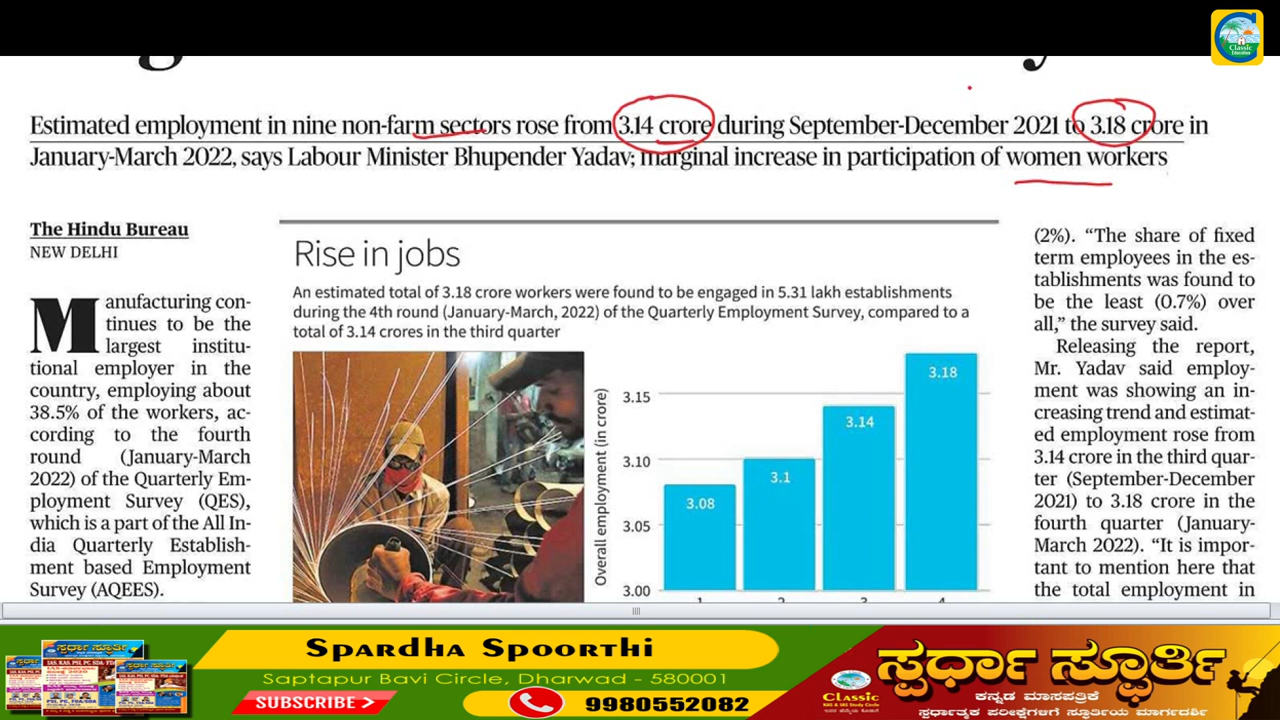 Classic
Education
Estimated employment in nine non-farm sectors rose from 3.14 crore during September-December 2021 to 3.18 crore in
January-March 2022, says Labour Minister Bhupender Yadav; marginal increase in participation of women workers
The Hindu Bureau
NEW DELHI
Manufacturing con-
tinues to be the
largest institu-
tional employer in the
country, employing about
38.5% of the workers, ac-
cording to the fourth
round (January-March
2022) of the Quarterly Em-
ployment Survey (QES),
which is a part of the All In-
dia Quarterly Establish-
ment based Employment
Survey (AQEES).
Rise in jobs
An estimated total of 3.18 crore workers were found to be engaged in 5.31 lakh establishments
during the 4th round (January-March, 2022) of the Quarterly Employment Survey, compared to a
total of 3.14 crores in the third quarter
Overall employment (in crore)
3.15
3.10
3.05
3.00
3.08
3.1
3.14
3.18
(2%). “The share of fixed
term employees in the es-
tablishments was found to
be the least (0.7%) over
all,” the survey said.
Releasing the report,
Mr. Yadav said employ-
ment was showing an in-
creasing trend and estimat-
ed employment rose from
3.14 crore in the third quar-
ter (September-December
2021) to 3.18 crore in the
fourth quarter (January-
March 2022). “It is impor-
tant to mention here that
the total employment in
Spardha Spoorthi
Saptapur Bavi Circle, Dharwad - 580001
SUBSCRIBE >
9980552082
Classic
KAS & IAS Study Circle
ಸ್ಪರ್ಧಾ ಸ್ಫೂರ್ತಿ
ಕನ್ನಡ ಮಾಸಪತ್ರಿಕೆ
ಸ್ಪರ್ಧಾತ್ಮಕ ಪರೀಕ್ಷೆಗಳಿಗೆ ಸ್ಫೂರ್ತಿಯ ಮಾರ್ಗದರ್ಶಿ